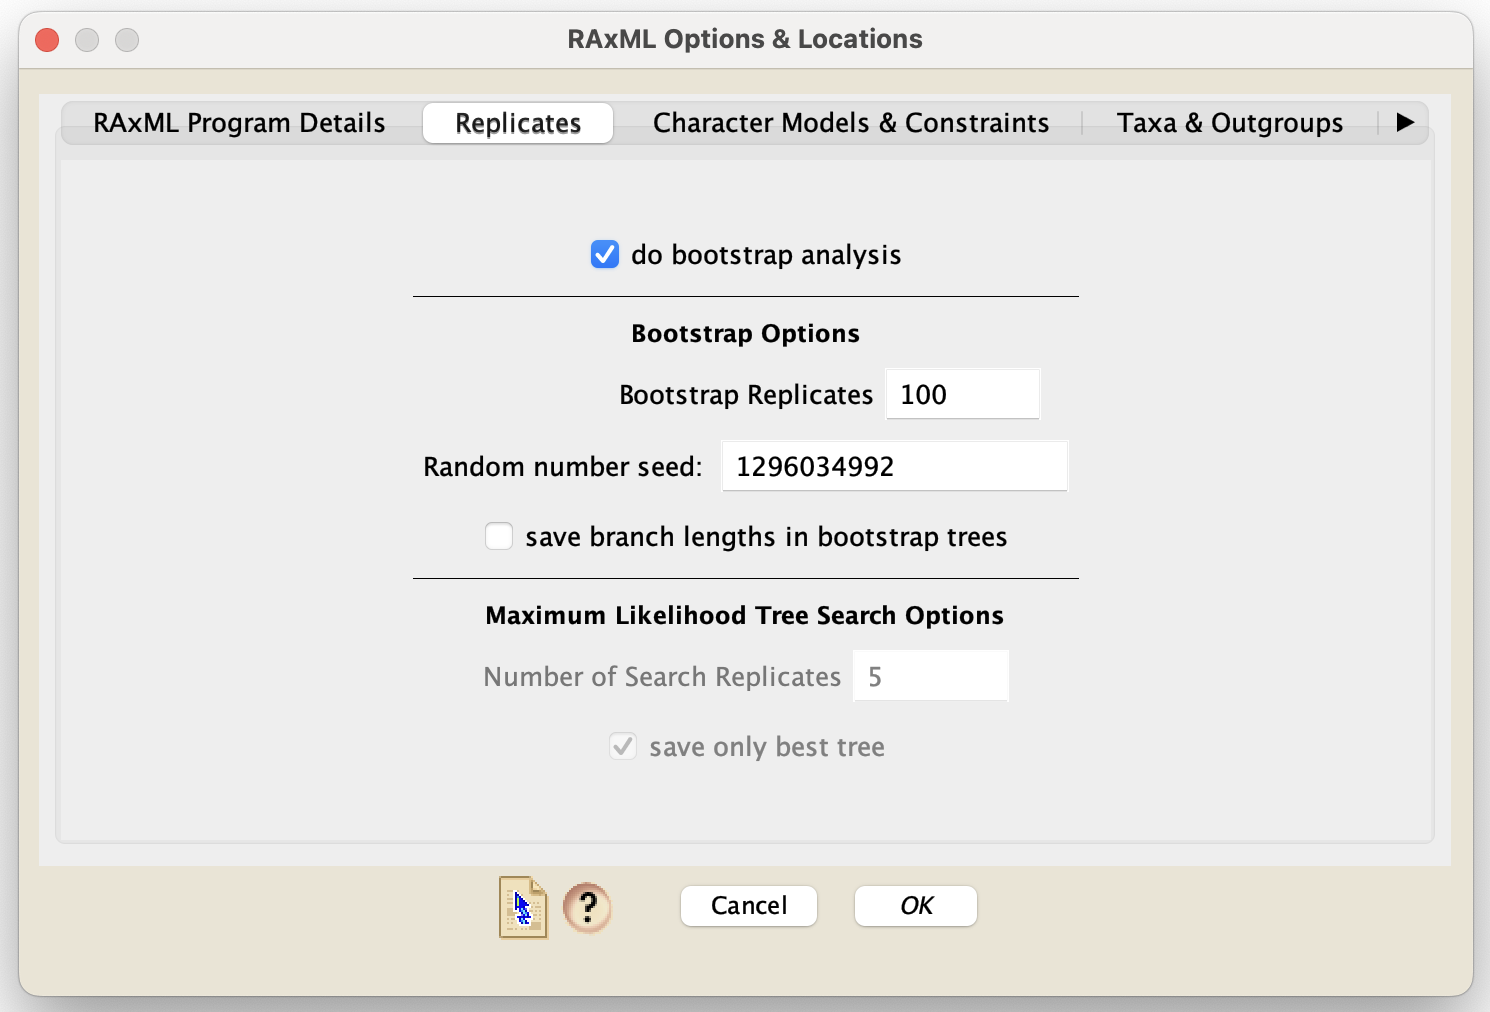 RAxML Options & Locations
RAxML Program Details Replicates Character Models & Constraints Taxa & Outgroups
do bootstrap analysis
Bootstrap Options
Bootstrap Replicates 100
Random number seed: 1296034992
save branch lengths in bootstrap trees
Maximum Likelihood Tree Search Options
Number of Search Replicates 5
save only best tree
? Cancel OK